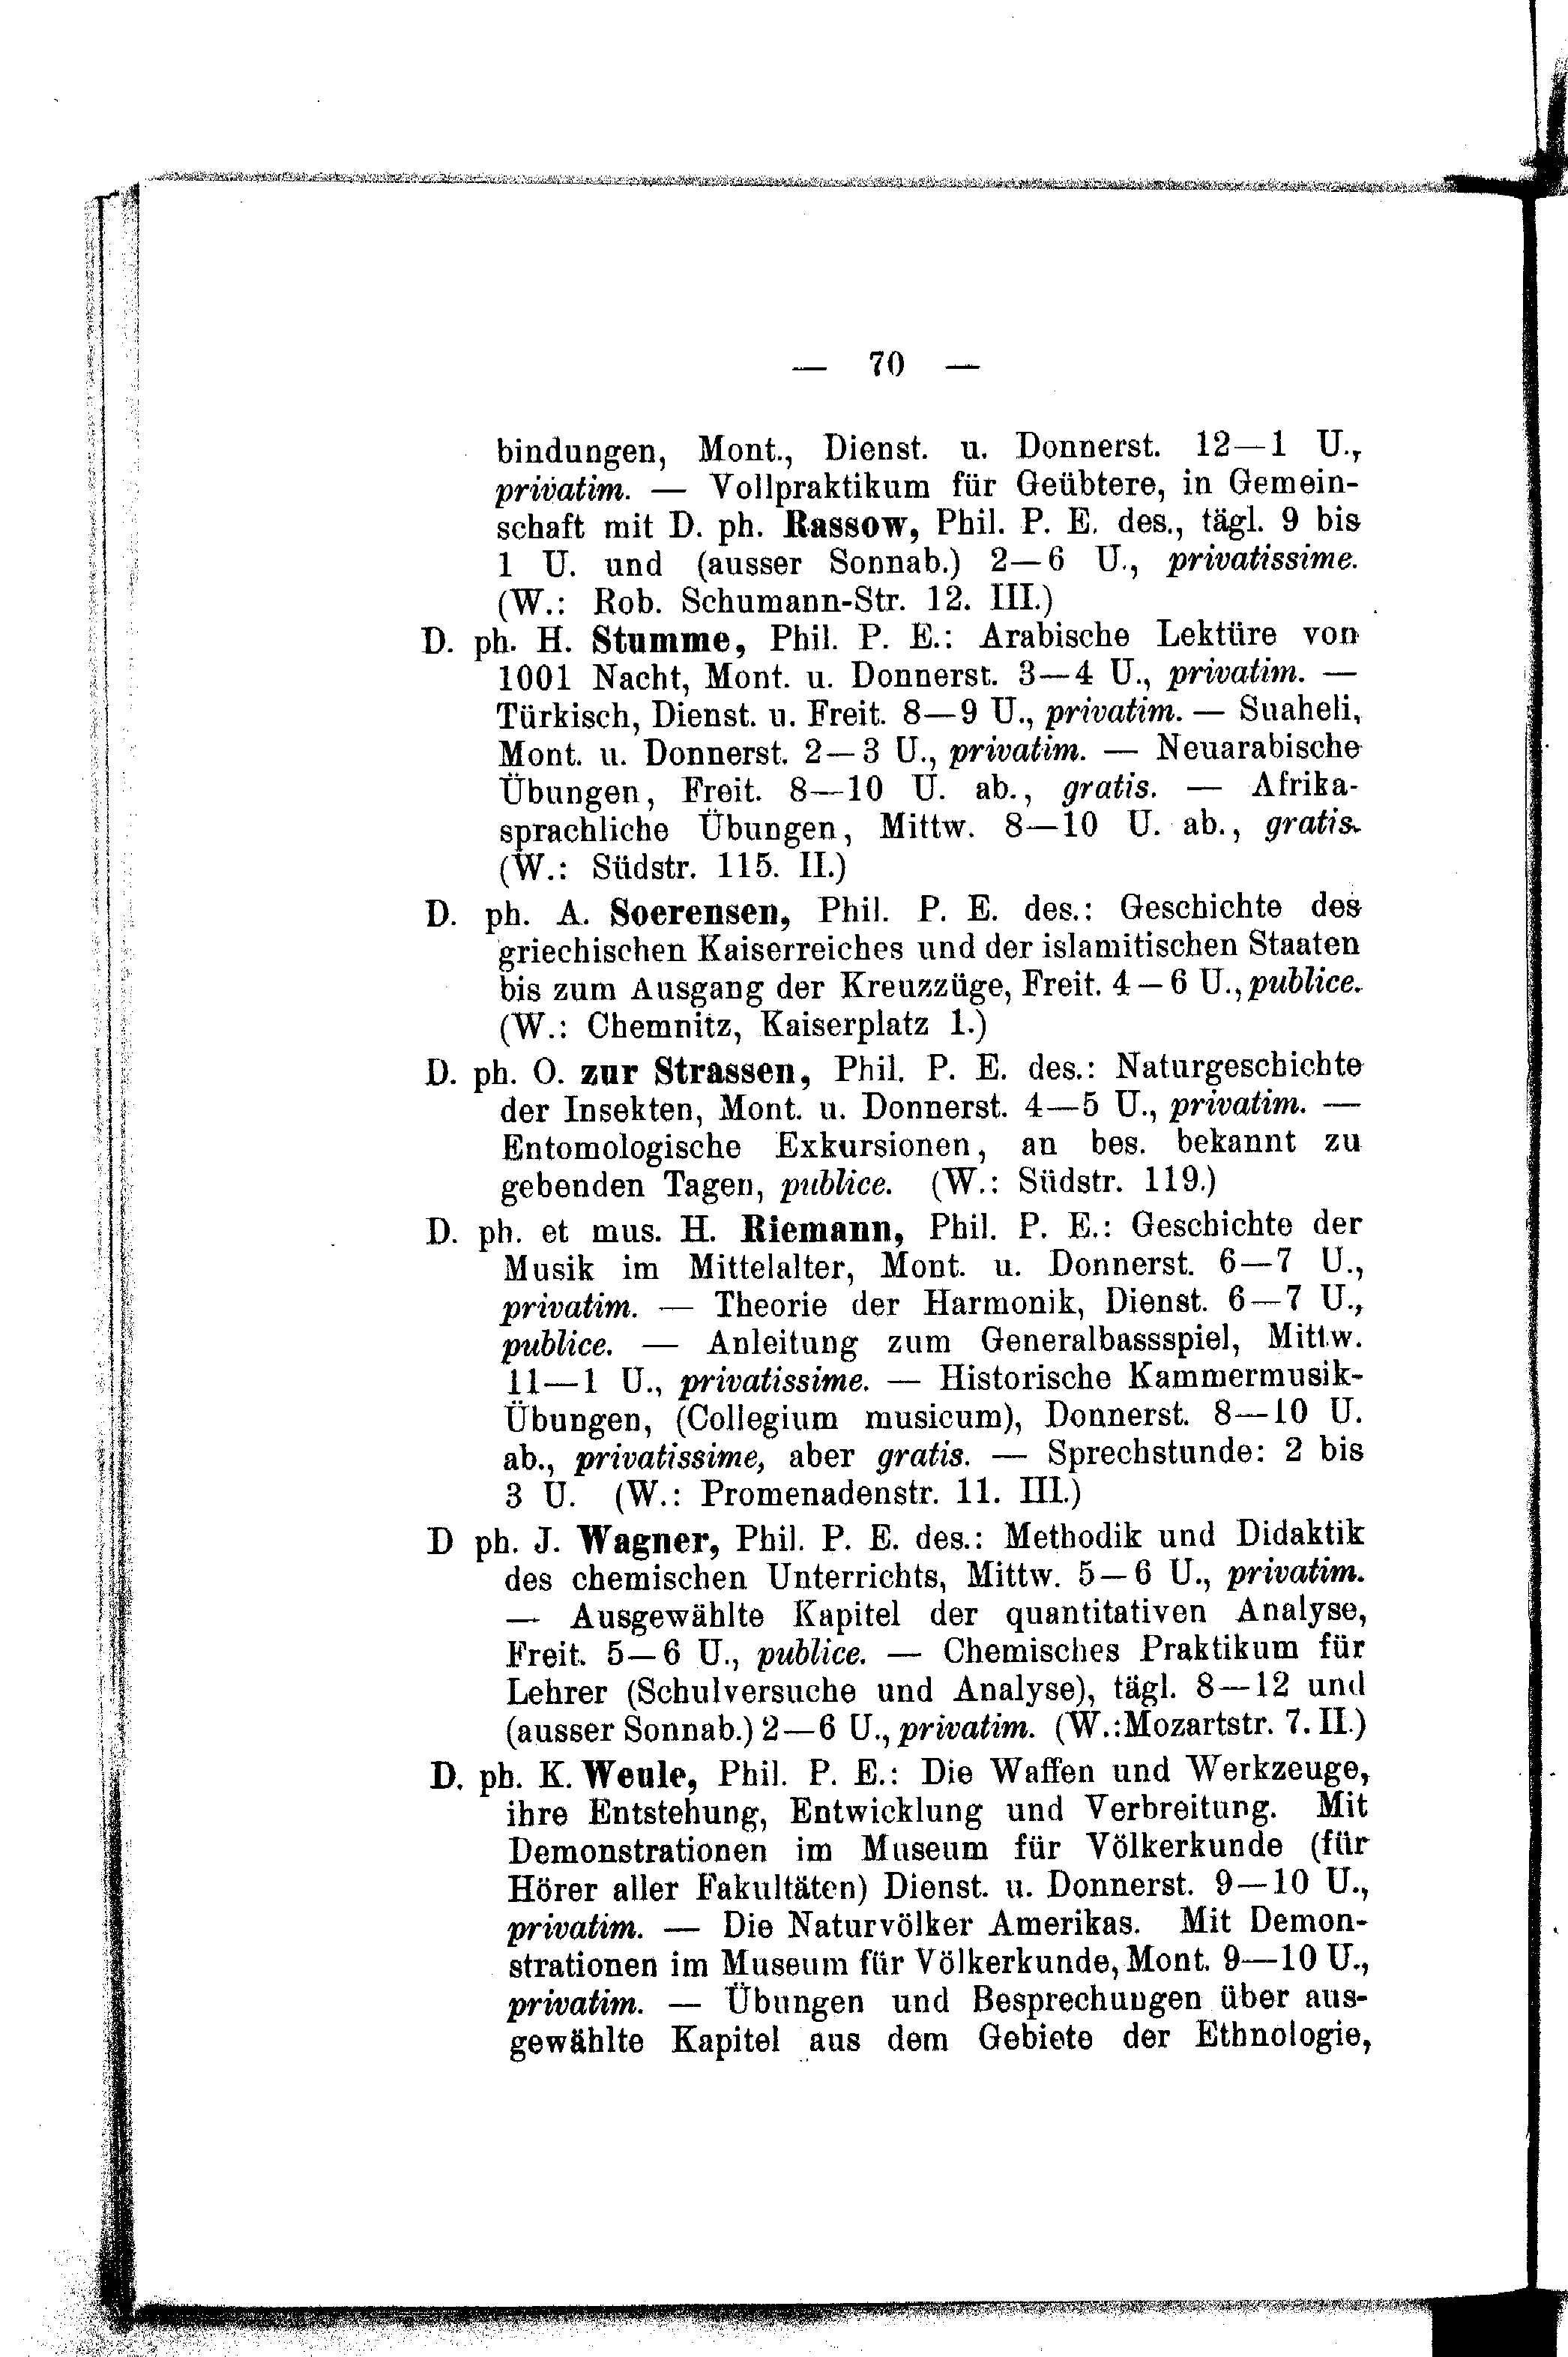 — 70 —
bindungen, Mont., Dienst. u. Donnerst. 12—1 U.,
privatim. — Vollpraktikum für Geübtere, in Gemein-
schaft mit D. ph. Rassow, Phil. P. E. des., tägl. 9 bis
1 U. und (ausser Sonnab.) 2—6 U., privatissime.
(W.: Rob. Schumann-Str. 12. III.)
D. ph. H. Stumme, Phil. P. E.: Arabische Lektüre von
1001 Nacht, Mont. u. Donnerst. 3—4 U., privatim. —
Türkisch, Dienst. u. Freit. 8—9 U., privatim. — Suaheli,
Mont. u. Donnerst. 2—3 U., privatim. — Neuarabische
Übungen, Freit. 8—10 U. ab., gratis. — Afrika-
sprachliche Übungen, Mittw. 8—10 U. ab., gratis.
(W.: Südstr. 115. II.)
D. ph. A. Soerensen, Phil. P. E. des.: Geschichte des
griechischen Kaiserreiches und der islamitischen Staaten
bis zum Ausgang der Kreuzzüge, Freit. 4—6 U., publice.
(W.: Chemnitz, Kaiserplatz 1.)
D. ph. O. zur Strassen, Phil. P. E. des.: Naturgeschichte
der Insekten, Mont. u. Donnerst. 4—5 U., privatim. —
Entomologische Exkursionen, an bes. bekannt zu
gebenden Tagen, publice. (W.: Südstr. 119.)
D. ph. et mus. H. Riemann, Phil. P. E.: Geschichte der
Musik im Mittelalter, Mont. u. Donnerst. 6—7 U.,
privatim. — Theorie der Harmonik, Dienst. 6—7 U.,
publice. — Anleitung zum Generalbassspiel, Mittw.
11—1 U., privatissime. — Historische Kammermusik-
Übungen, (Collegium musicum), Donnerst. 8—10 U.
ab., privatissime, aber gratis. — Sprechstunde: 2 bis
3 U. (W.: Promenadenstr. 11. III.)
D ph. J. Wagner, Phil. P. E. des.: Methodik und Didaktik
des chemischen Unterrichts, Mittw. 5—6 U., privatim.
— Ausgewählte Kapitel der quantitativen Analyse,
Freit. 5—6 U., publice. — Chemisches Praktikum für
Lehrer (Schulversuche und Analyse), tägl. 8—12 und
(ausser Sonnab.) 2—6 U., privatim. (W.: Mozartstr. 7. II.)
D. ph. K. Weule, Phil. P. E.: Die Waffen und Werkzeuge,
ihre Entstehung, Entwicklung und Verbreitung. Mit
Demonstrationen im Museum für Völkerkunde (für
Hörer aller Fakultäten) Dienst. u. Donnerst. 9—10 U.,
privatim. — Die Naturvölker Amerikas. Mit Demon-
strationen im Museum für Völkerkunde, Mont. 9—10 U.,
privatim. — Übungen und Besprechungen über aus-
gewählte Kapitel aus dem Gebiete der Ethnologie,